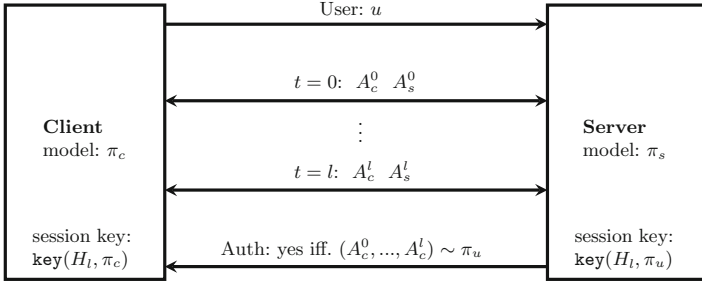 User: u
t = 0: A_c^0 A_s^0
⋮
Client
model: π_c
Server
model: π_s
t = l: A_c^l A_s^l
session key:
key(H_l, π_c)
Auth: yes iff. (A_c^0, ..., A_c^l) ∼ π_u
session key:
key(H_l, π_u)